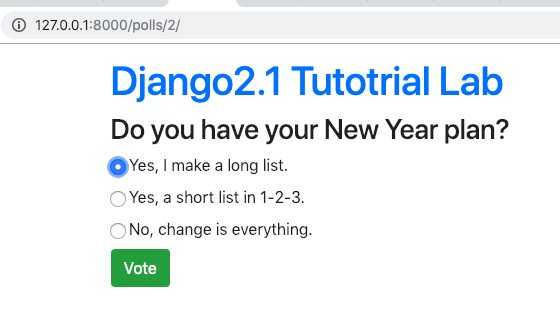 127.0.0.1:8000/polls/2/
Django2.1 Tutotrial Lab
Do you have your New Year plan?
Yes, I make a long list.
Yes, a short list in 1-2-3.
No, change is everything.
Vote